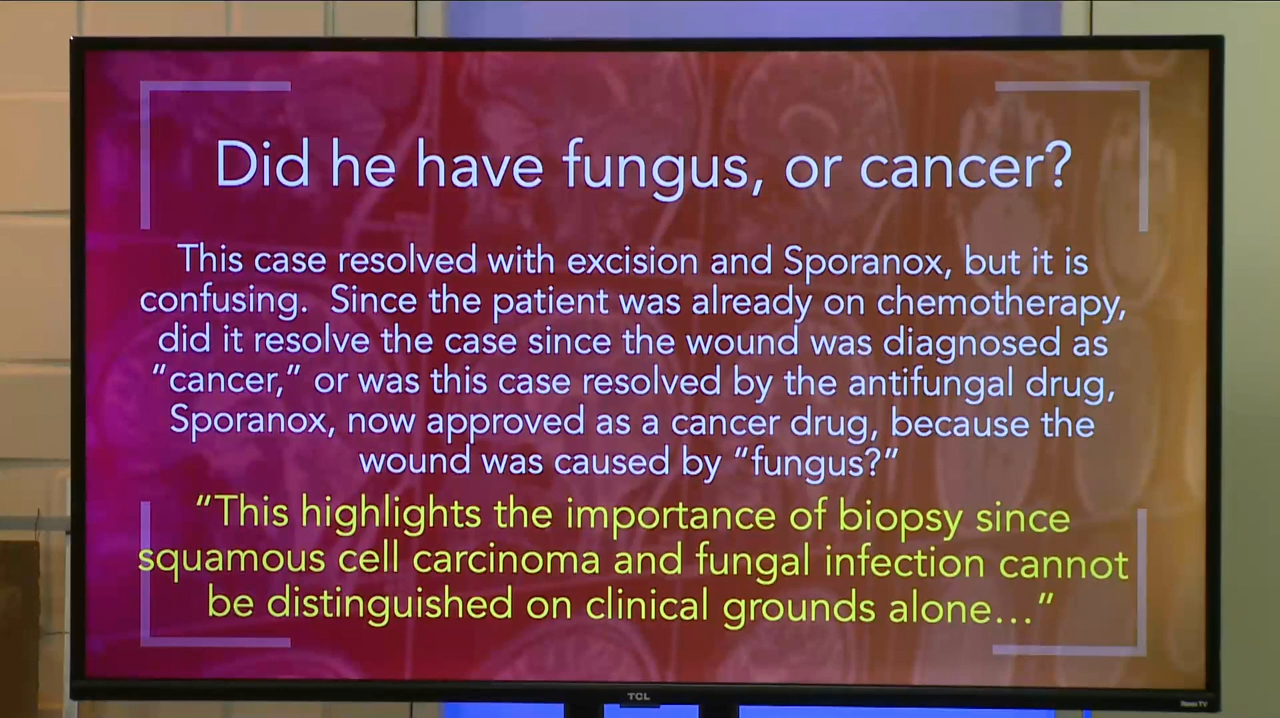 Did he have fungus, or cancer?
This case resolved with excision and Sporanox, but it is
confusing. Since the patient was already on chemotherapy,
did it resolve the case since the wound was diagnosed as
“cancer,” or was this case resolved by the antifungal drug,
Sporanox, now approved as a cancer drug, because the
wound was caused by “fungus?”
“This highlights the importance of biopsy since
squamous cell carcinoma and fungal infection cannot
be distinguished on clinical grounds alone…”
TCL
Roku TV